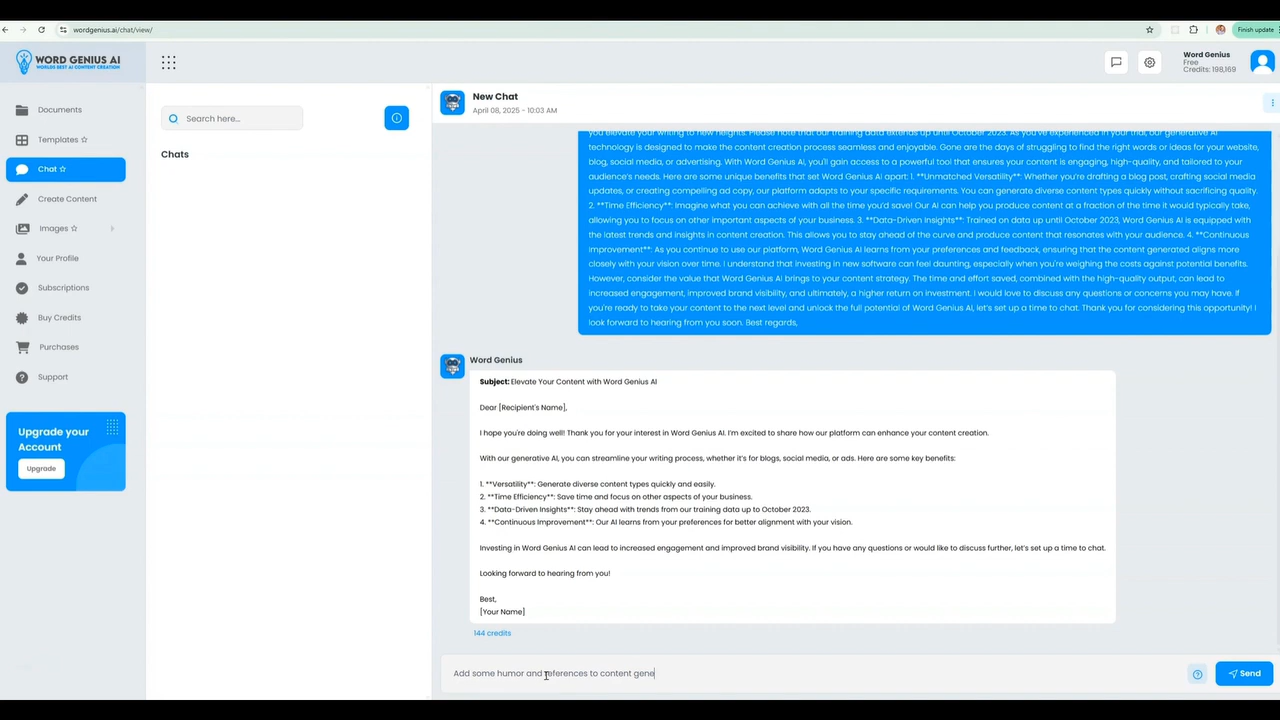 wordgenius.ai/chat/view/
Finish update
WORD GENIUS AI
WORLDS BEST AI CONTENT CREATION
Word Genius
Free
Credits: 198,169
Documents
Templates
Chat
Create Content
Images
Your Profile
Subscriptions
Buy Credits
Purchases
Support
Upgrade your
Account
Upgrade
Search here...
Chats
New Chat
April 08, 2025 - 10:03 AM
you elevate your writing to new heights. Please note that our training data extends up until October 2023. As you've experienced in your trial, our generative AI
technology is designed to make the content creation process seamless and enjoyable. Gone are the days of struggling to find the right words or ideas for your website,
blog, social media, or advertising. With Word Genius AI, you'll gain access to a powerful tool that ensures your content is engaging, high-quality, and tailored to your
audience's needs. Here are some unique benefits that set Word Genius AI apart: 1. **Unmatched Versatility**: Whether you're drafting a blog post, crafting social media
updates, or creating compelling ad copy, our platform adapts to your specific requirements. You can generate diverse content types quickly without sacrificing quality.
2. **Time Efficiency**: Imagine what you can achieve with all the time you'd save! Our AI can help you produce content at a fraction of the time it would typically take,
allowing you to focus on other important aspects of your business. 3. **Data-Driven Insights**: Trained on data up until October 2023, Word Genius AI is equipped with
the latest trends and insights in content creation. This allows you to stay ahead of the curve and produce content that resonates with your audience. 4. **Continuous
Improvement**: As you continue to use our platform, Word Genius AI learns from your preferences and feedback, ensuring that the content generated aligns more
closely with your vision over time. I understand that investing in new software can feel daunting, especially when you're weighing the costs against potential benefits.
However, consider the value that Word Genius AI brings to your content strategy. The time and effort saved, combined with the high-quality output, can lead to
increased engagement, improved brand visibility, and ultimately, a higher return on investment. I would love to discuss any questions or concerns you may have. If
you're ready to take your content to the next level and unlock the full potential of Word Genius AI, let's set up a time to chat. Thank you for considering this opportunity! I
look forward to hearing from you soon. Best regards,
Word Genius
Subject: Elevate Your Content with Word Genius AI
Dear [Recipient's Name],
I hope you're doing well! Thank you for your interest in Word Genius AI. I'm excited to share how our platform can enhance your content creation.
With our generative AI, you can streamline your writing process, whether it's for blogs, social media, or ads. Here are some key benefits:
1. **Versatility**: Generate diverse content types quickly and easily.
2. **Time Efficiency**: Save time and focus on other aspects of your business.
3. **Data-Driven Insights**: Stay ahead with trends from our training data up to October 2023.
4. **Continuous Improvement**: Our AI learns from your preferences for better alignment with your vision.
Investing in Word Genius AI can lead to increased engagement and improved brand visibility. If you have any questions or would like to discuss further, let's set up a time to chat.
Looking forward to hearing from you!
Best,
[Your Name]
144 credits
Add some humor and references to content gene
Send